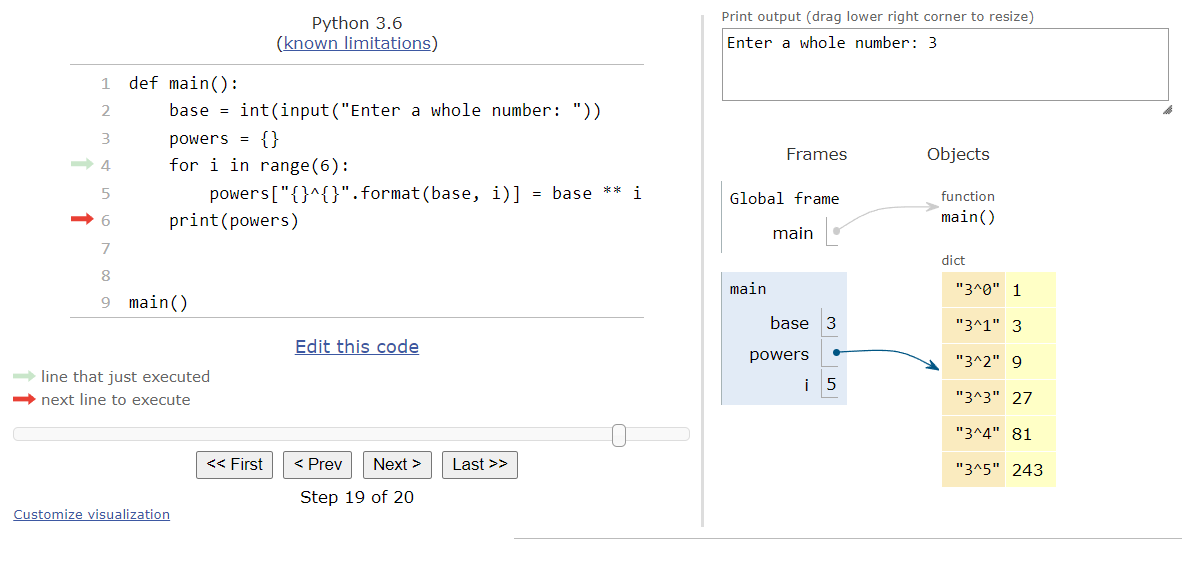 Python 3.6
(known limitations)
1 def main():
2     base = int(input("Enter a whole number: "))
3     powers = {}
4     for i in range(6):
5         powers["{}^{}".format(base, i)] = base ** i
6     print(powers)
7
8
9 main()
Edit this code
line that just executed
next line to execute
<< First < Prev Next > Last >>
Step 19 of 20
Customize visualization
Print output (drag lower right corner to resize)
Enter a whole number: 3
Frames Objects
Global frame
main
function
main()
main
base 3
powers
i 5
dict
"3^0" 1
"3^1" 3
"3^2" 9
"3^3" 27
"3^4" 81
"3^5" 243